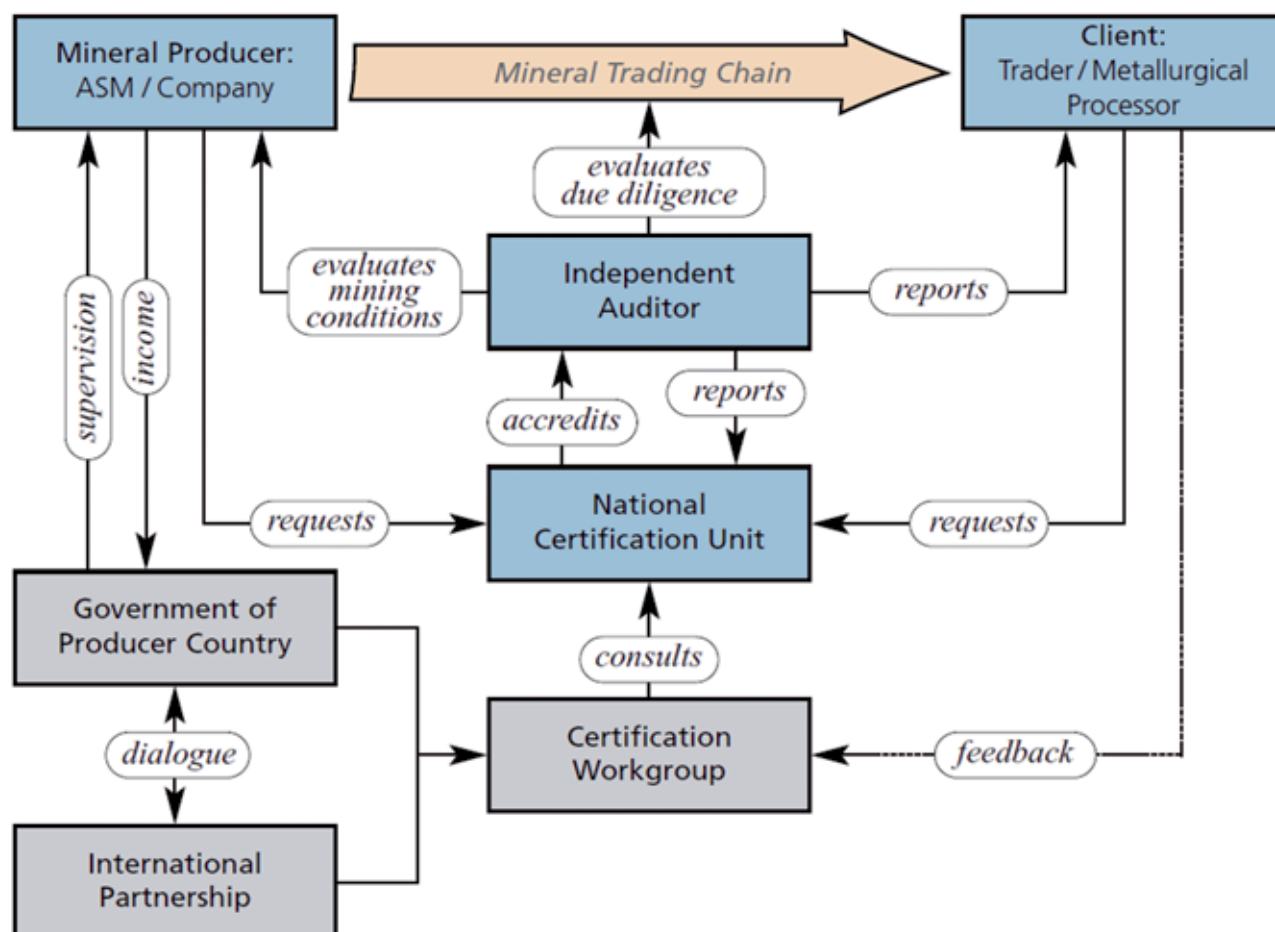 Mineral Producer:
ASM / Company
Mineral Trading Chain
Client:
Trader / Metallurgical
Processor
evaluates
due diligence
evaluates
mining
conditions
Independent
Auditor
reports
supervision
income
accredits
reports
requests
National
Certification Unit
requests
Government of
Producer Country
consults
dialogue
Certification
Workgroup
feedback
International
Partnership